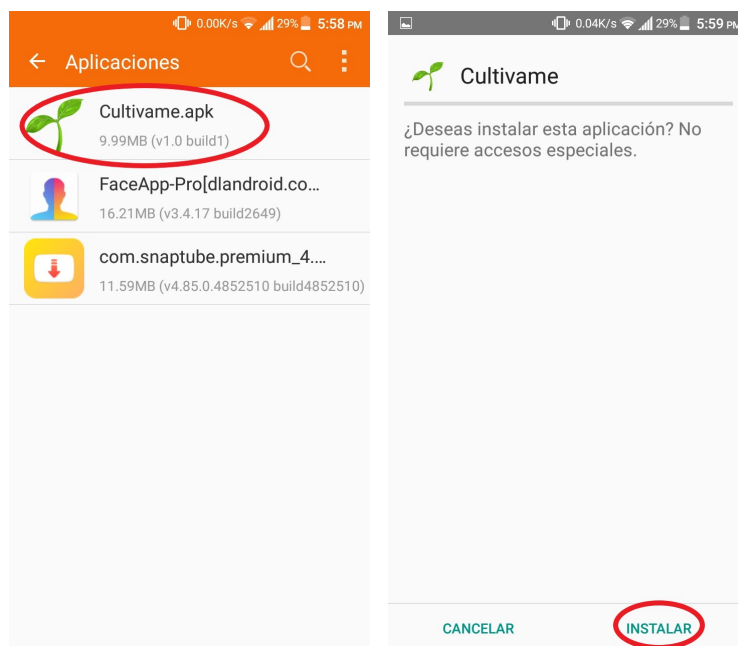 0.00K/s 29% 5:58 PM
Aplicaciones
Cultivame.apk
9.99MB (v1.0 build1)
FaceApp-Pro[dlandroid.co...
16.21MB (v3.4.17 build2649)
com.snaptube.premium_4....
11.59MB (v4.85.0.4852510 build4852510)
0.04K/s 29% 5:59 PM
Cultivame
¿Deseas instalar esta aplicación? No
requiere accesos especiales.
CANCELAR INSTALAR